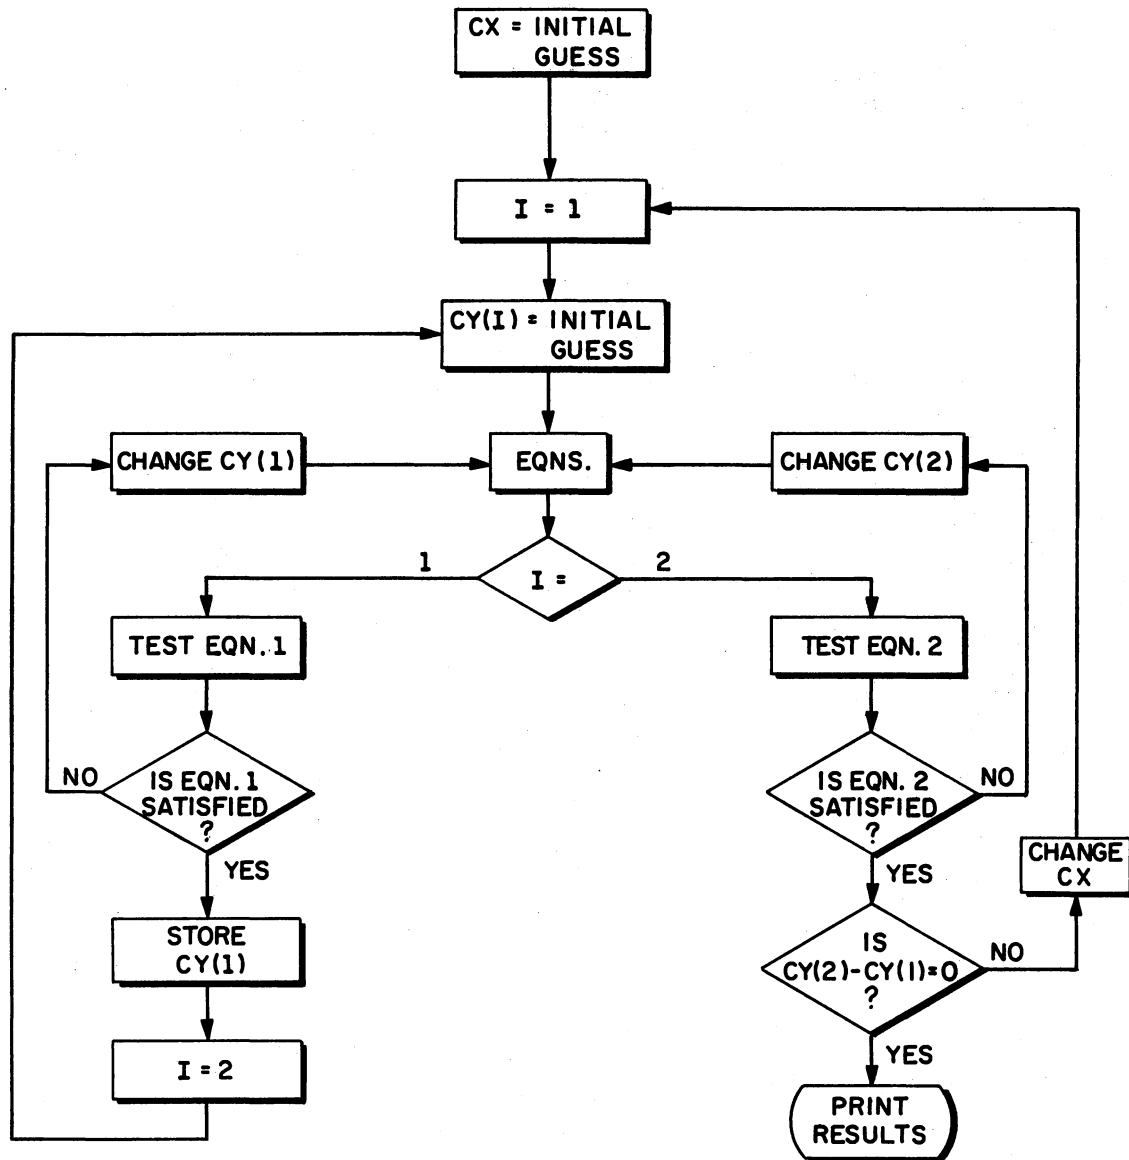 CX = INITIAL
GUESS
I = 1
CY(I) = INITIAL
GUESS
CHANGE CY(1)
EQNS.
CHANGE CY(2)
1
I =
2
TEST EQN. 1
TEST EQN. 2
NO
IS EQN. 1
SATISFIED
?
YES
IS EQN. 2
SATISFIED
?
NO
YES
CHANGE
CX
STORE
CY(1)
IS
CY(2)-CY(1)=0
?
NO
YES
I = 2
PRINT
RESULTS